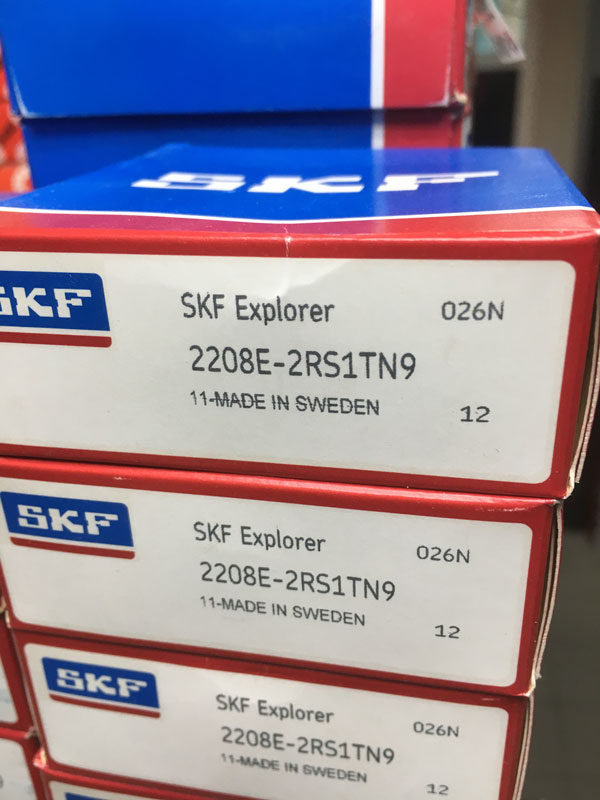 SKF
SKF
SKF Explorer 026N
2208E-2RS1TN9
11-MADE IN SWEDEN 12
SKF
SKF Explorer 026N
2208E-2RS1TN9
11-MADE IN SWEDEN 12
SKF
SKF Explorer 026N
2208E-2RS1TN9
11-MADE IN SWEDEN 12